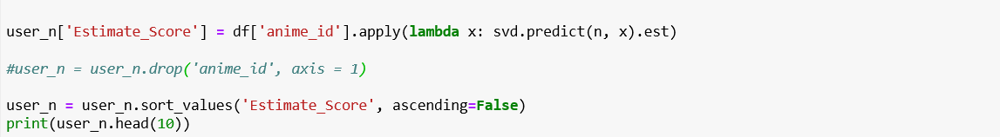 user_n['Estimate_Score'] = df['anime_id'].apply(lambda x: svd.predict(n, x).est)
#user_n = user_n.drop('anime_id', axis = 1)
user_n = user_n.sort_values('Estimate_Score', ascending=False)
print(user_n.head(10))